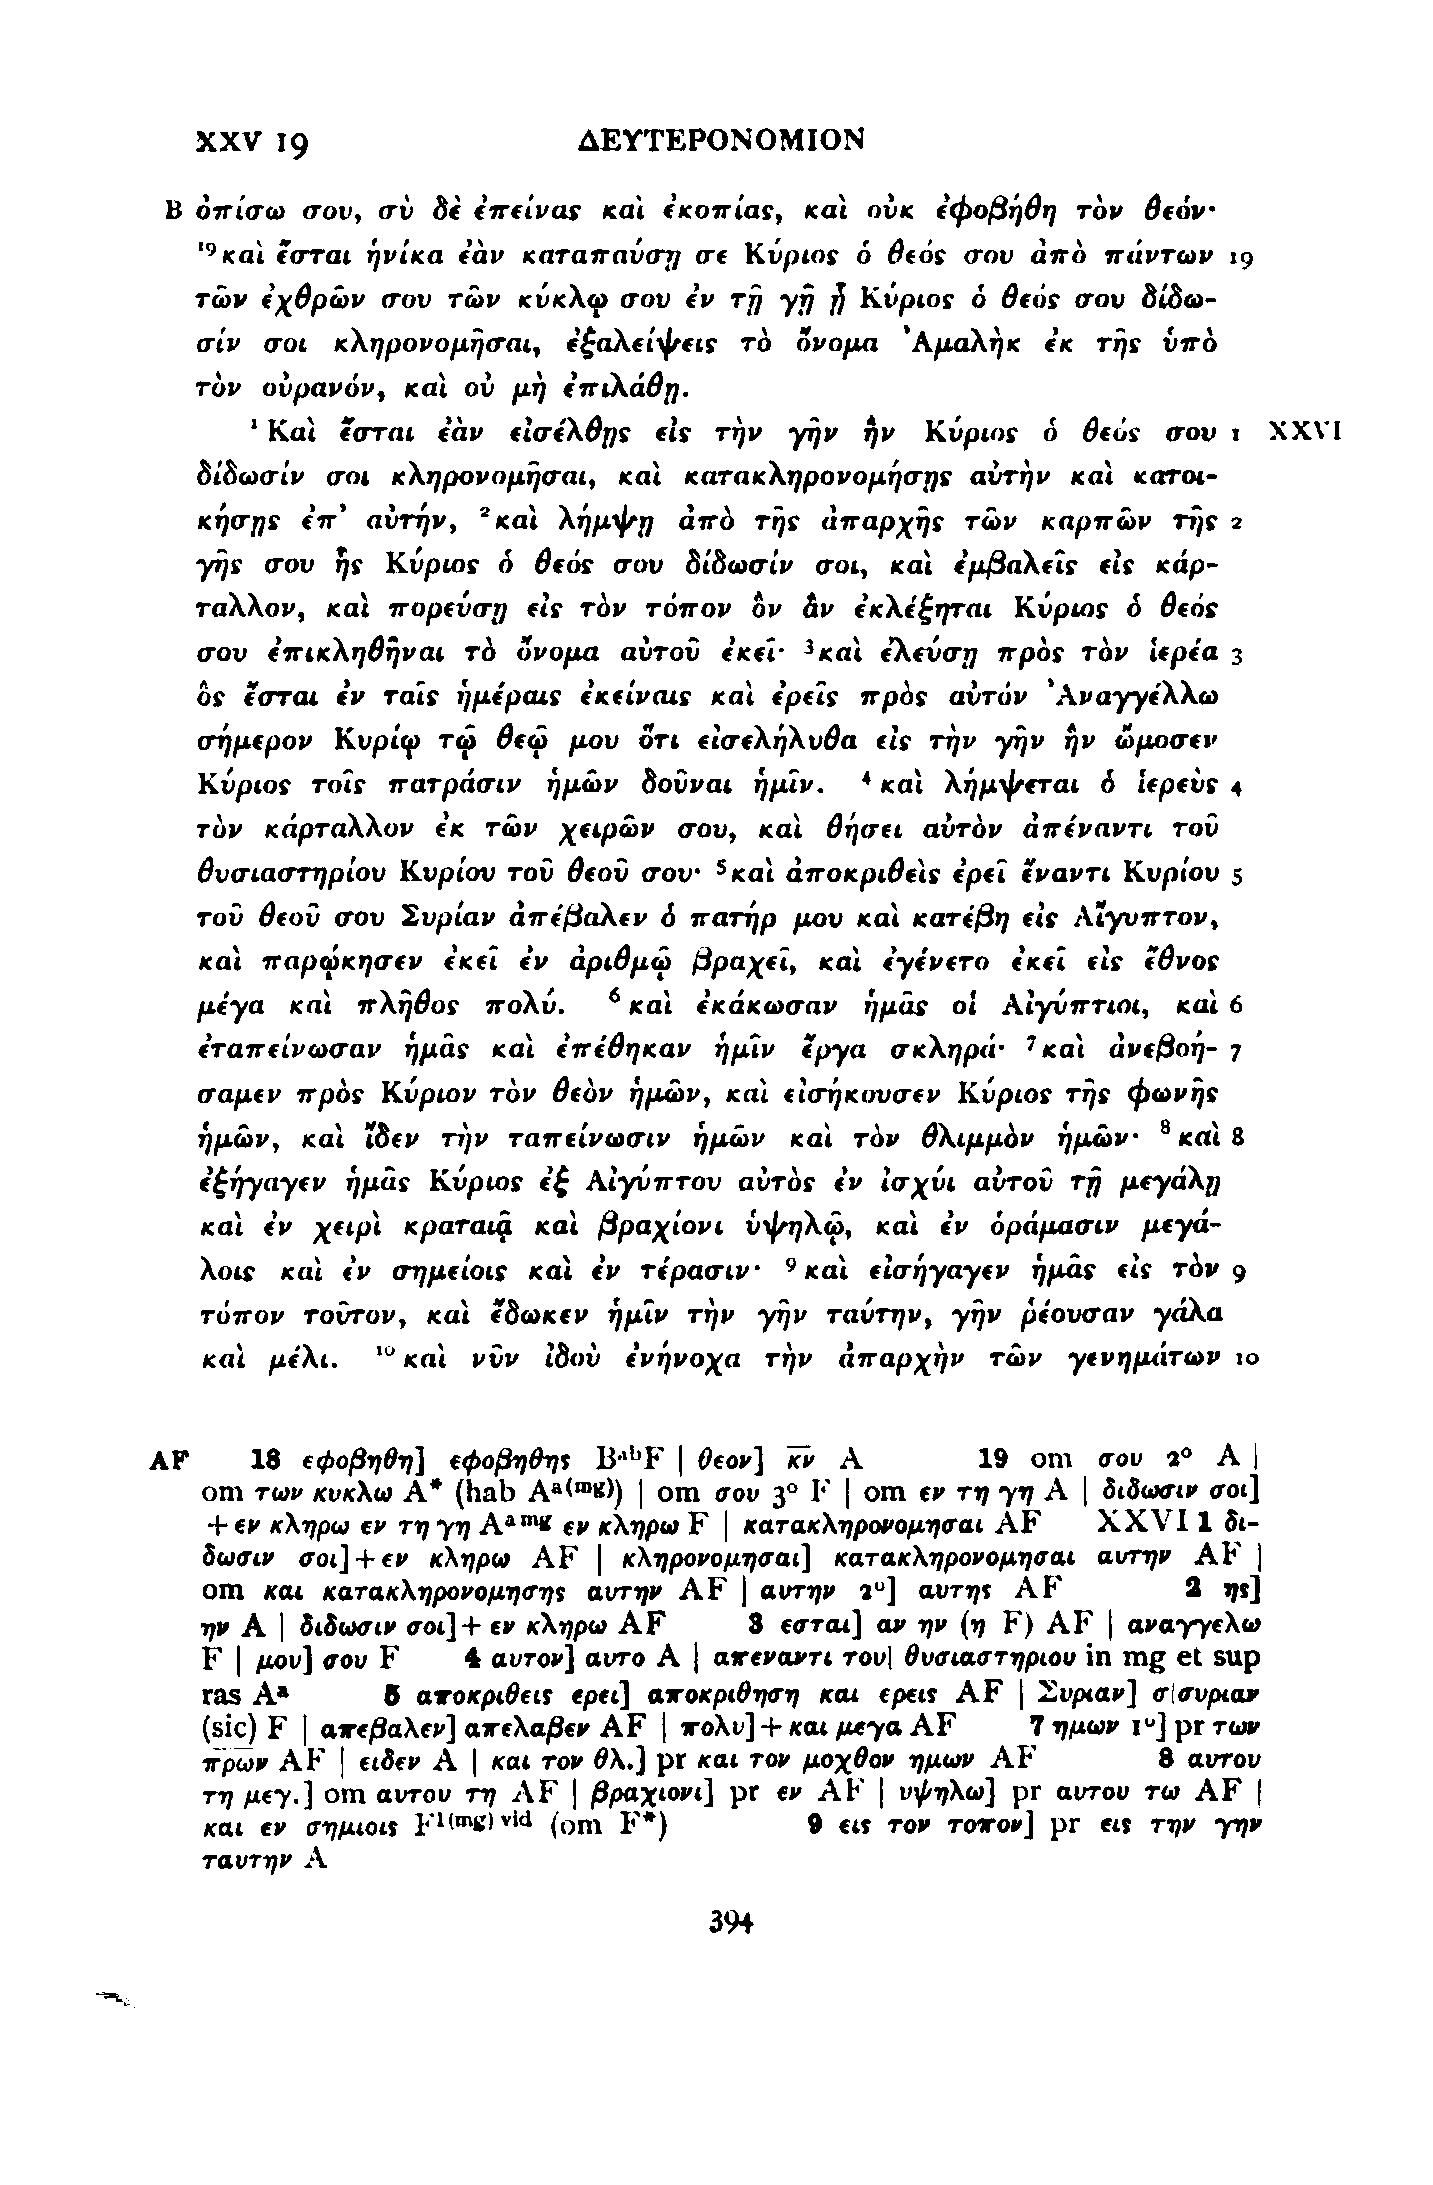 XXV 19 ΔΕΥΤΕΡΟΝΟΜΙΟΝ
B ὀπίσω σου, σὺ δὲ ἐπείνας καὶ ἐκοπίας, καὶ οὐκ ἐφοβήθη τὸν θεόν·
¹⁹καὶ ἔσται ἡνίκα ἐὰν καταπαύσῃ σε Κύριος ὁ θεός σου ἀπὸ πάντων 19
τῶν ἐχθρῶν σου τῶν κύκλῳ σου ἐν τῇ γῇ ᾗ Κύριος ὁ θεός σου δίδω-
σίν σοι κληρονομῆσαι, ἐξαλείψεις τὸ ὄνομα Ἀμαλὴκ ἐκ τῆς ὑπὸ
τὸν οὐρανόν, καὶ οὐ μὴ ἐπιλάθῃ.
¹Καὶ ἔσται ἐὰν εἰσέλθῃς εἰς τὴν γῆν ἣν Κύριος ὁ θεός σου 1 XXVI
δίδωσίν σοι κληρονομῆσαι, καὶ κατακληρονομήσῃς αὐτὴν καὶ κατοι-
κήσῃς ἐπ᾽ αὐτήν, ²καὶ λήμψῃ ἀπὸ τῆς ἀπαρχῆς τῶν καρπῶν τῆς 2
γῆς σου ἧς Κύριος ὁ θεός σου δίδωσίν σοι, καὶ ἐμβαλεῖς εἰς κάρ-
ταλλον, καὶ πορεύσῃ εἰς τὸν τόπον ὃν ἂν ἐκλέξηται Κύριος ὁ θεός
σου ἐπικληθῆναι τὸ ὄνομα αὐτοῦ ἐκεῖ· ³καὶ ἐλεύσῃ πρὸς τὸν ἱερέα 3
ὃς ἔσται ἐν ταῖς ἡμέραις ἐκείναις καὶ ἐρεῖς πρὸς αὐτόν Ἀναγγέλλω
σήμερον Κυρίῳ τῷ θεῷ μου ὅτι εἰσελήλυθα εἰς τὴν γῆν ἣν ὤμοσεν
Κύριος τοῖς πατράσιν ἡμῶν δοῦναι ἡμῖν. ⁴καὶ λήμψεται ὁ ἱερεὺς 4
τὸν κάρταλλον ἐκ τῶν χειρῶν σου, καὶ θήσει αὐτὸν ἀπέναντι τοῦ
θυσιαστηρίου Κυρίου τοῦ θεοῦ σου· ⁵καὶ ἀποκριθεὶς ἐρεῖ ἔναντι Κυρίου 5
τοῦ θεοῦ σου Συρίαν ἀπέβαλεν ὁ πατήρ μου καὶ κατέβη εἰς Αἴγυπτον,
καὶ παρῴκησεν ἐκεῖ ἐν ἀριθμῷ βραχεῖ, καὶ ἐγένετο ἐκεῖ εἰς ἔθνος
μέγα καὶ πλῆθος πολύ. ⁶καὶ ἐκάκωσαν ἡμᾶς οἱ Αἰγύπτιοι, καὶ 6
ἐταπείνωσαν ἡμᾶς καὶ ἐπέθηκαν ἡμῖν ἔργα σκληρά· ⁷καὶ ἀνεβοή- 7
σαμεν πρὸς Κύριον τὸν θεὸν ἡμῶν, καὶ εἰσήκουσεν Κύριος τῆς φωνῆς
ἡμῶν, καὶ ἴδεν τὴν ταπείνωσιν ἡμῶν καὶ τὸν θλιμμὸν ἡμῶν· ⁸καὶ 8
ἐξήγαγεν ἡμᾶς Κύριος ἐξ Αἰγύπτου αὐτὸς ἐν ἰσχύι αὐτοῦ τῇ μεγάλῃ
καὶ ἐν χειρὶ κραταιᾷ καὶ βραχίονι ὑψηλῷ, καὶ ἐν ὁράμασιν μεγά-
λοις καὶ ἐν σημείοις καὶ ἐν τέρασιν· ⁹καὶ εἰσήγαγεν ἡμᾶς εἰς τὸν 9
τόπον τοῦτον, καὶ ἔδωκεν ἡμῖν τὴν γῆν ταύτην, γῆν ῥέουσαν γάλα
καὶ μέλι. ¹⁰καὶ νῦν ἰδοὺ ἐνήνοχα τὴν ἀπαρχὴν τῶν γενημάτων 10
AF 18 εφοβηθη] εφοβηθης BᵃᵇF | θεον] κ̅ν̅ A 19 om σου 2° A |
om των κυκλω A* (hab Aᵃ⁽ᵐᵍ⁾) | om σου 3° F | om εν τη γη A | διδωσιν σοι]
+ εν κληρω εν τη γη Aᵃᵐᵍ εν κληρω F | κατακληρονομησαι AF XXVI 1 δι-
δωσιν σοι] + εν κληρω AF | κληρονομησαι] κατακληρονομησαι αυτην AF |
om και κατακληρονομησης αυτην AF | αυτην 2°] αυτης AF 2 ης]
ην A | διδωσιν σοι] + εν κληρω AF 3 εσται] αν ην (η F) AF | αναγγελω
F | μου] σου F 4 αυτον] αυτο A | απεναντι του| θυσιαστηριου in mg et sup
ras Aᵃ 5 αποκριθεις ερει] αποκριθηση και ερεις AF | Συριαν] σ|συριαν
(sic) F | απεβαλεν] απελαβεν AF | πολυ] + και μεγα AF 7 ημων 1°] pr των
π̅ρ̅ω̅ν̅ AF | ειδεν A | και τον θλ.] pr και τον μοχθον ημων AF 8 αυτου
τη μεγ.] om αυτου τη AF | βραχιονι] pr εν AF | υψηλω] pr αυτου τω AF |
και εν σημιοις F¹⁽ᵐᵍ⁾ ᵛⁱᵈ (om F*) 9 εις τον τοπον] pr εις την γην
ταυτην A
394